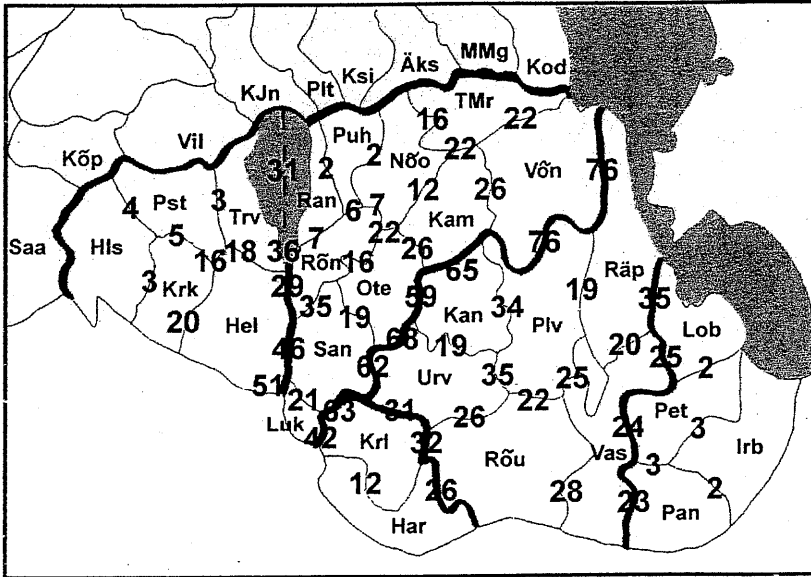 MMg
Äks Kod
Ksi
KJn Plt TMr
16 22
Vil Puh
2 22
Kõp 31 2 Nõo Võn 76
Pst 3 12 26
4 Trv Ran 6 7 Kam
Saa Hls 5 18 36 7 22 26 76 Räp
16 Rõn 16 65
3 Krk 29 Ote 59 34 19 35
20 Hel 35 19 Kan Plv Lob
46 San 68 19 20 25
62 Urv 35 25 2
51 21 22 Pet
Luk 63 31 26 24 3 Irb
42 Krl 32 Rõu Vas 3
12 26 28 23 2
Har Pan